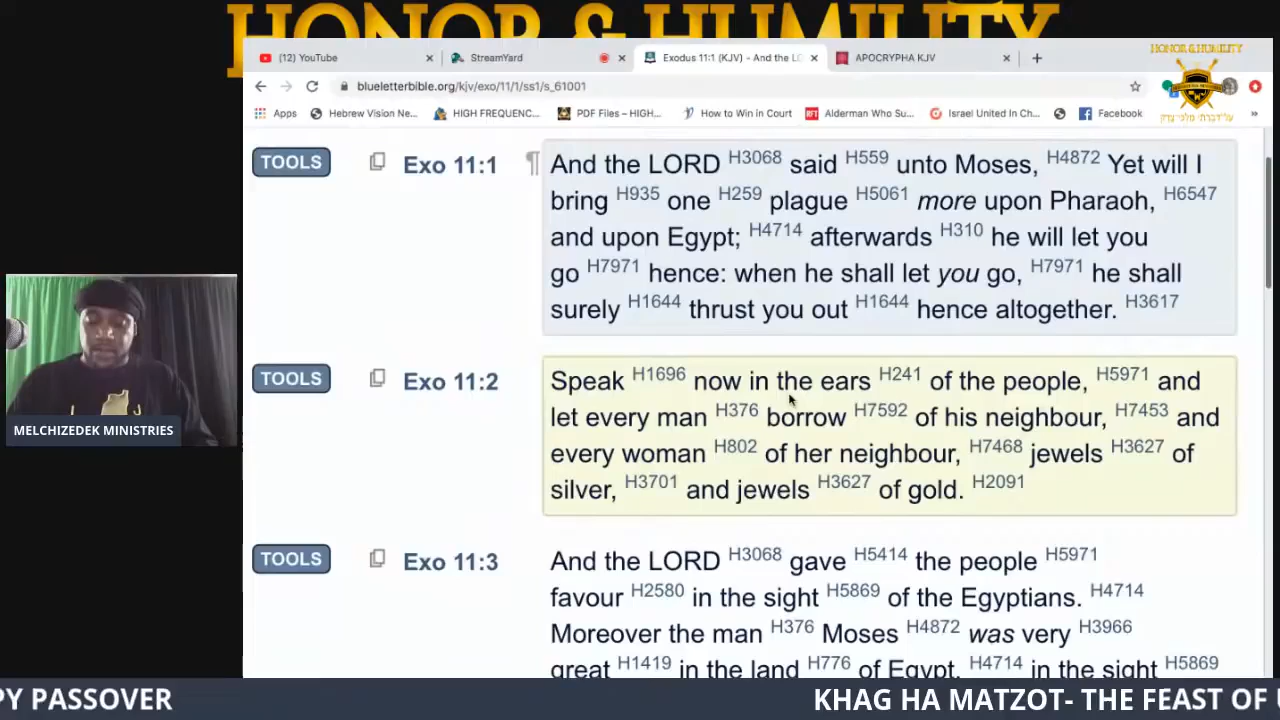 HONOR & HUMILITY
(12) YouTube
StreamYard
Exodus 11:1 (KJV) - And the LO
APOCRYPHA KJV
HONOR & HUMILITY
blueletterbible.org/kjv/exo/11/1/ss1/s_61001
Apps
Hebrew Vision Ne...
HIGH FREQUENC...
PDF Files – HIGH...
How to Win in Court
Alderman Who Su...
Israel United In Ch...
Facebook
»
TOOLS
Exo 11:1
¶ And the LORD H3068 said H559 unto Moses, H4872 Yet will I
bring H935 one H259 plague H5061 more upon Pharaoh, H6547
and upon Egypt; H4714 afterwards H310 he will let you
go H7971 hence: when he shall let you go, H7971 he shall
surely H1644 thrust you out H1644 hence altogether. H3617
TOOLS
Exo 11:2
Speak H1696 now in the ears H241 of the people, H5971 and
let every man H376 borrow H7592 of his neighbour, H7453 and
every woman H802 of her neighbour, H7468 jewels H3627 of
silver, H3701 and jewels H3627 of gold. H2091
TOOLS
Exo 11:3
And the LORD H3068 gave H5414 the people H5971
favour H2580 in the sight H5869 of the Egyptians. H4714
Moreover the man H376 Moses H4872 was very H3966
great H1419 in the land H776 of Egypt, H4714 in the sight H5869
MELCHIZEDEK MINISTRIES
PY PASSOVER
KHAG HA MATZOT- THE FEAST OF